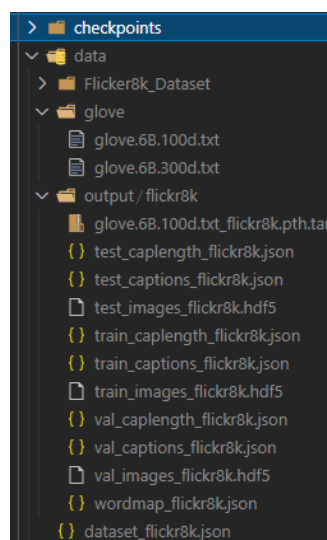 checkpoints
data
Flicker8k_Dataset
glove
glove.6B.100d.txt
glove.6B.300d.txt
output/flickr8k
glove.6B.100d.txt_flickr8k.pth.tar
{ } test_caplength_flickr8k.json
{ } test_captions_flickr8k.json
test_images_flickr8k.hdf5
{ } train_caplength_flickr8k.json
{ } train_captions_flickr8k.json
train_images_flickr8k.hdf5
{ } val_caplength_flickr8k.json
{ } val_captions_flickr8k.json
val_images_flickr8k.hdf5
{ } wordmap_flickr8k.json
{ } dataset_flickr8k.json